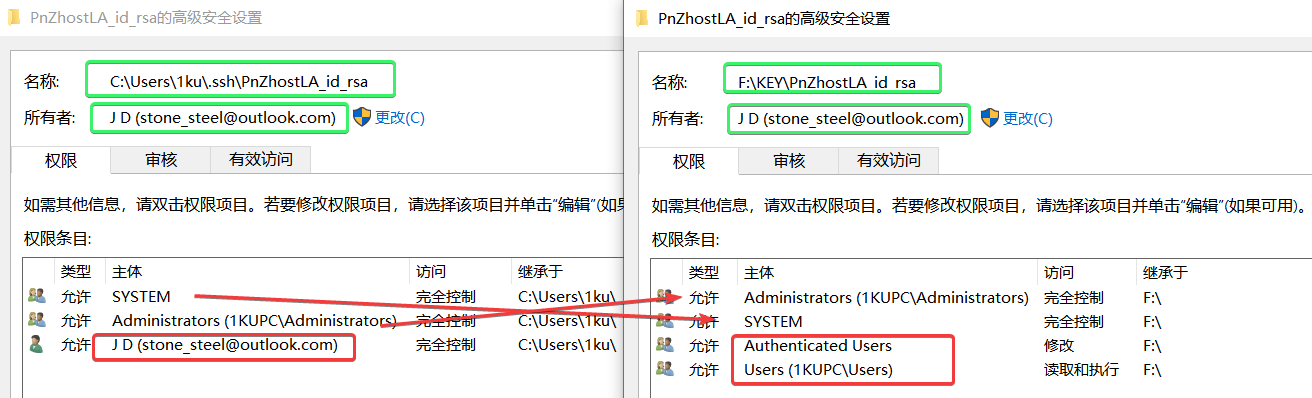 PnZhostLA_id_rsa的高级安全设置
名称: C:\Users\1ku\.ssh\PnZhostLA_id_rsa
所有者: J D (stone_steel@outlook.com) 更改(C)
权限 审核 有效访问
如需其他信息，请双击权限项目。若要修改权限项目，请选择该项目并单击“编辑”(如果
权限条目:
类型 主体 访问 继承于
允许 SYSTEM 完全控制 C:\Users\1ku\
允许 Administrators (1KUPC\Administrators) 完全控制 C:\Users\1ku\
允许 J D (stone_steel@outlook.com) 完全控制 C:\Users\1ku\
PnZhostLA_id_rsa的高级安全设置
名称: F:\KEY\PnZhostLA_id_rsa
所有者: J D (stone_steel@outlook.com) 更改(C)
权限 审核 有效访问
如需其他信息，请双击权限项目。若要修改权限项目，请选择该项目并单击“编辑”(如果可用)。
权限条目:
类型 主体 访问 继承于
允许 Administrators (1KUPC\Administrators) 完全控制 F:\
允许 SYSTEM 完全控制 F:\
允许 Authenticated Users 修改 F:\
允许 Users (1KUPC\Users) 读取和执行 F:\